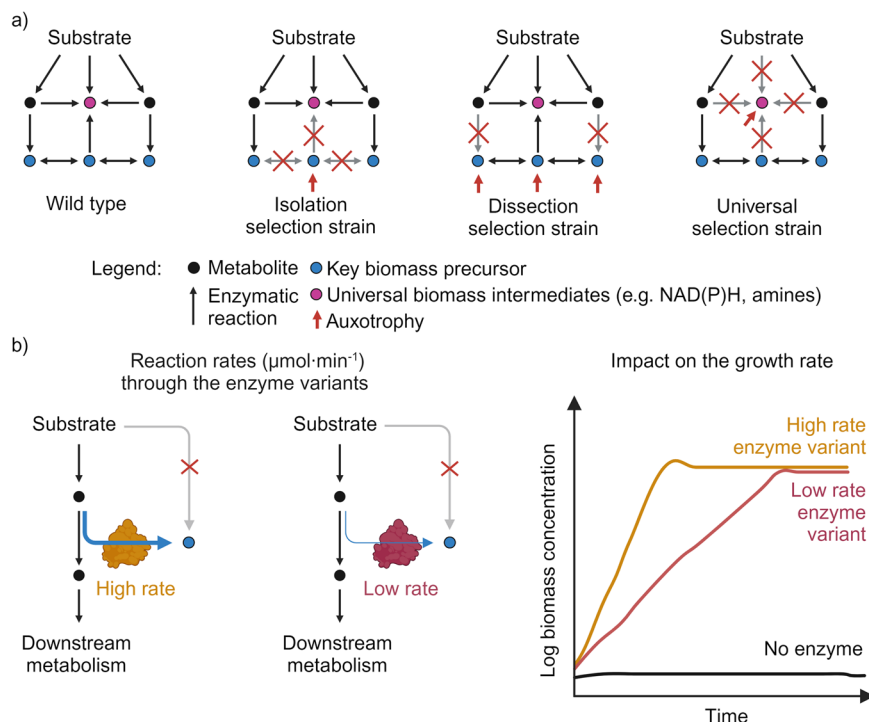 a)
Substrate
Substrate
Substrate
Substrate
Wild type
Isolation
selection strain
Dissection
selection strain
Universal
selection strain
Legend:
Metabolite
Key biomass precursor
Enzymatic
reaction
Universal biomass intermediates (e.g. NAD(P)H, amines)
Auxotrophy
b)
Reaction rates (µmol·min⁻¹)
through the enzyme variants
Substrate
High rate
Downstream
metabolism
Substrate
Low rate
Downstream
metabolism
Impact on the growth rate
Log biomass concentration
High rate
enzyme variant
Low rate
enzyme
variant
No enzyme
Time